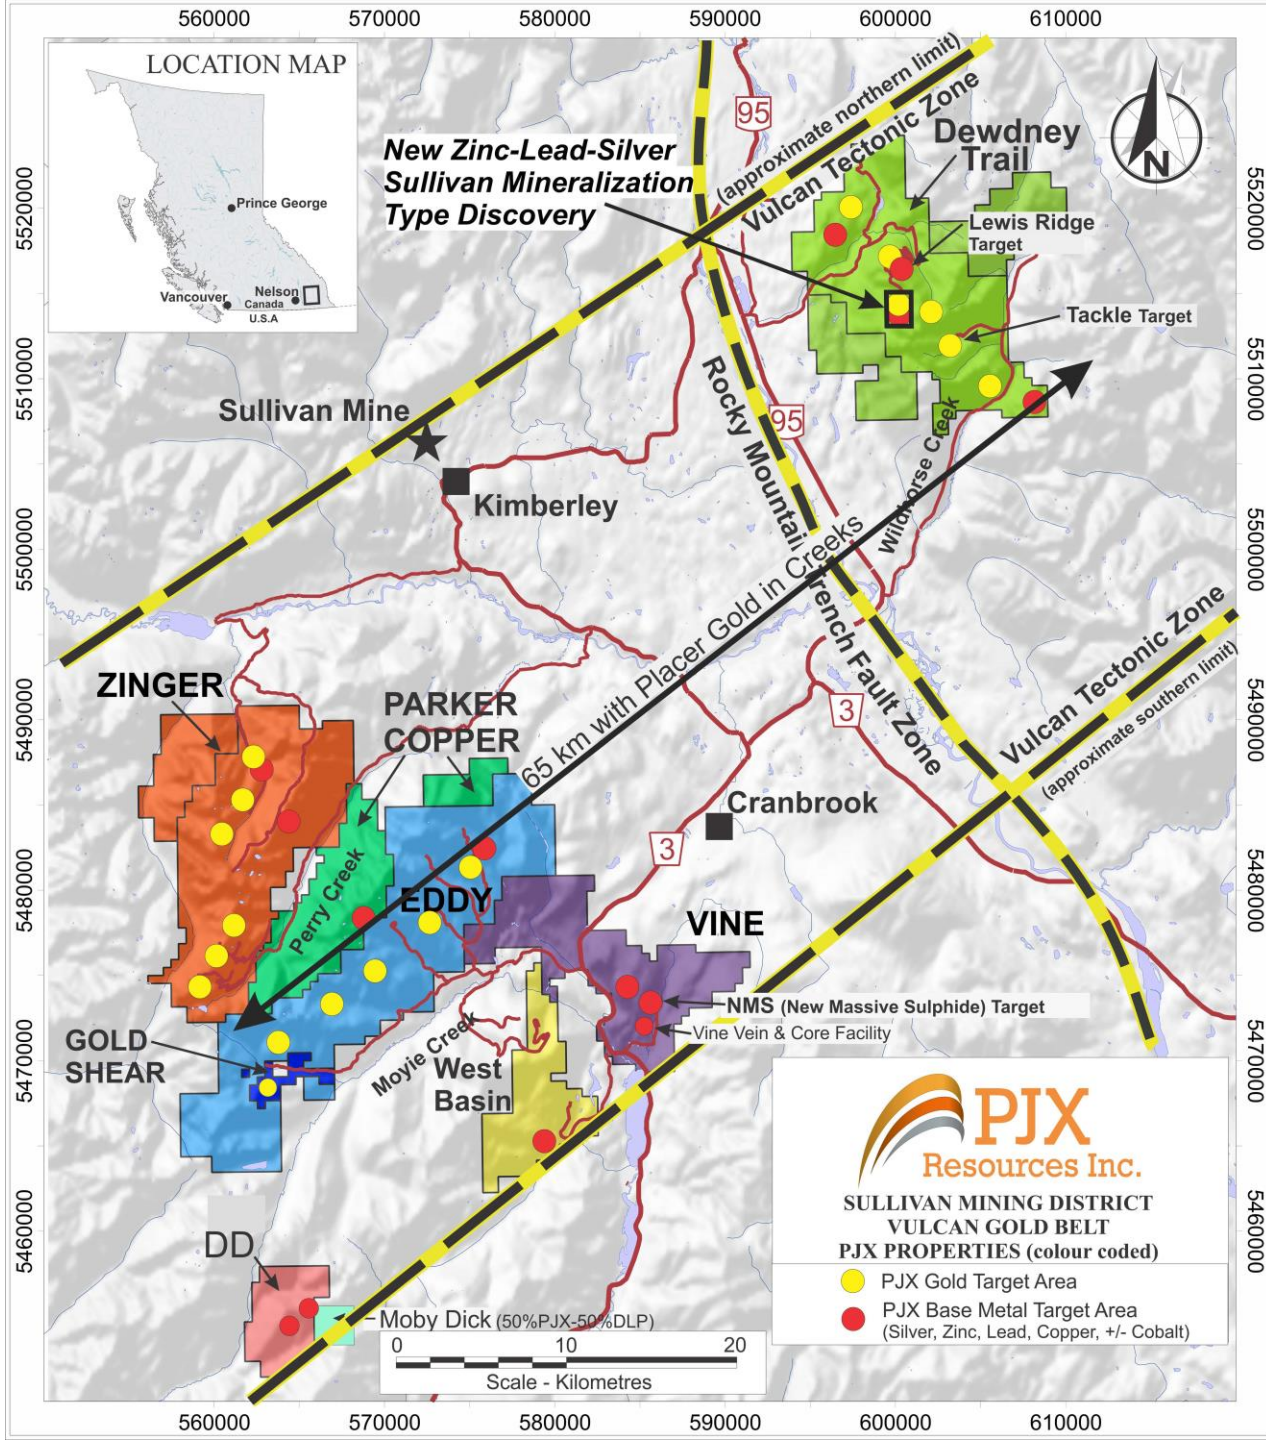 560000 570000 580000 590000 600000 610000
LOCATION MAP
Prince George
Vancouver
Nelson
Canada
U.S.A
New Zinc-Lead-Silver
Sullivan Mineralization
Type Discovery
95
(approximate northern limit)
Vulcan Tectonic Zone
Dewdney
Trail
N
Lewis Ridge
Target
Tackle Target
5520000
5520000
5510000
5510000
Sullivan Mine
Kimberley
Rocky Mountain Trench Fault Zone
95
Wildhorse Creek
65 km with Placer Gold in Creeks
5500000
5500000
Vulcan Tectonic Zone
(approximate southern limit)
ZINGER
PARKER
COPPER
3
5490000
5490000
Cranbrook
3
Perry Creek
EDDY
VINE
5480000
5480000
NMS (New Massive Sulphide) Target
Vine Vein & Core Facility
GOLD
SHEAR
Moyie Creek
West
Basin
5470000
5470000
PJX
Resources Inc.
SULLIVAN MINING DISTRICT
VULCAN GOLD BELT
PJX PROPERTIES (colour coded)
PJX Gold Target Area
PJX Base Metal Target Area
(Silver, Zinc, Lead, Copper, +/- Cobalt)
5460000
5460000
DD
Moby Dick (50%PJX-50%DLP)
0 10 20
Scale - Kilometres
560000 570000 580000 590000 600000 610000